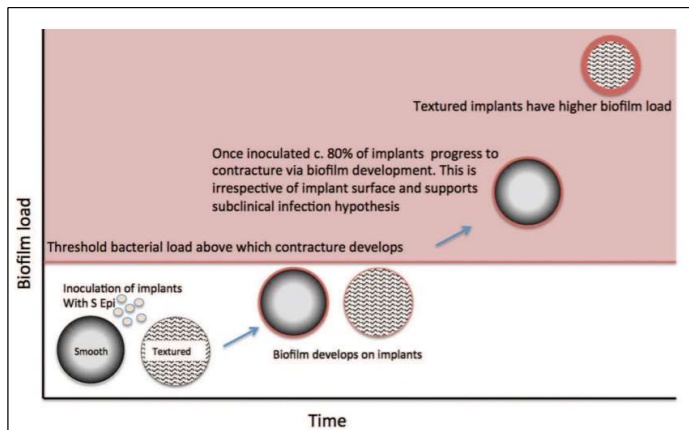 Textured implants have higher biofilm load
Once inoculated c. 80% of implants progress to
contracture via biofilm development. This is
irrespective of implant surface and supports
subclinical infection hypothesis
Threshold bacterial load above which contracture develops
Biofilm load
Inoculation of implants
With S Epi
Smooth
Textured
Biofilm develops on implants
Time